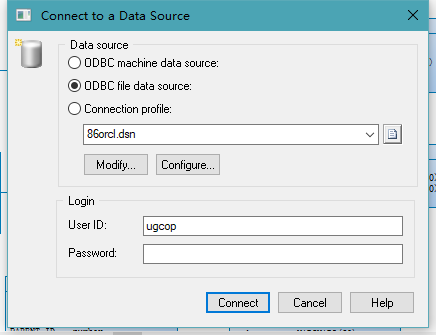 Connect to a Data Source
Data source
ODBC machine data source:
ODBC file data source:
Connection profile:
86orcl.dsn
Modify...
Configure...
Login
User ID:
ugcop
Password:
Connect
Cancel
Help